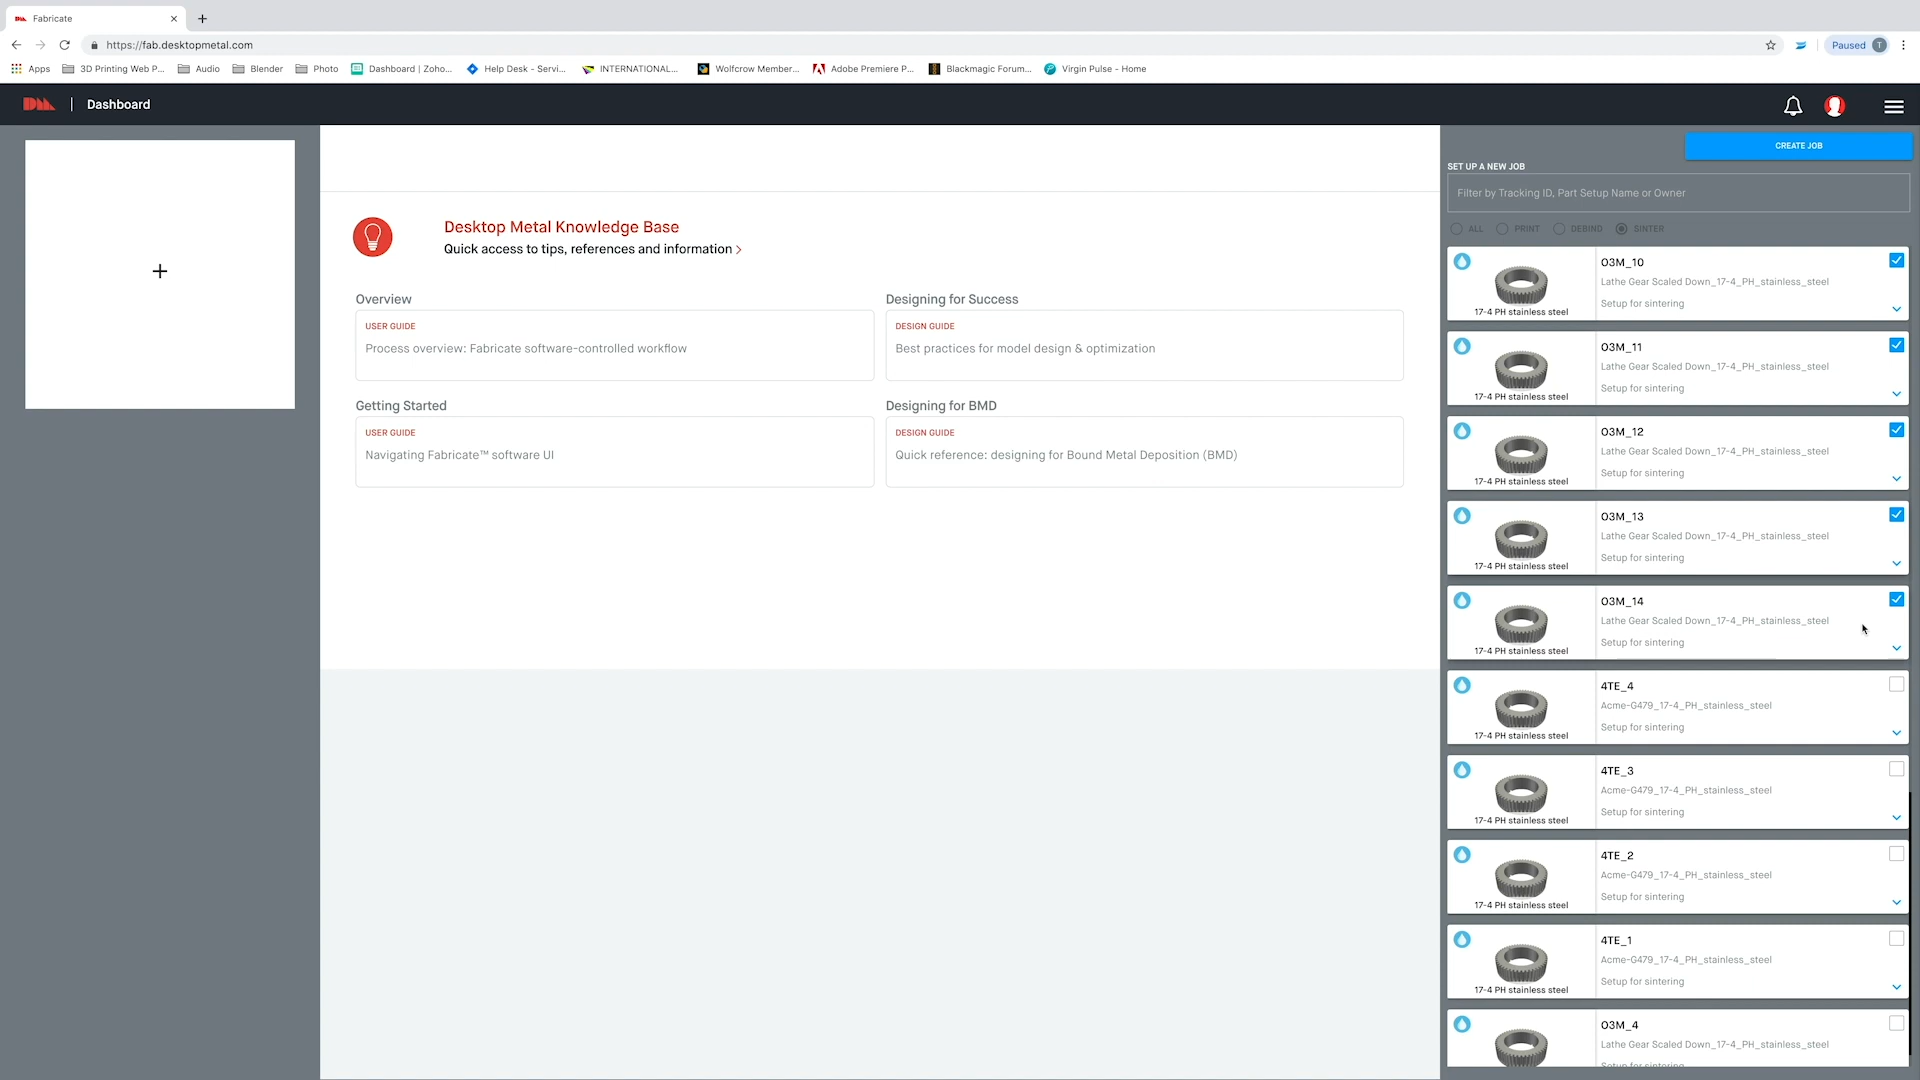 Fabricate
https://fab.desktopmetal.com
Paused T
Apps 3D Printing Web P... Audio Blender Photo Dashboard | Zoho... Help Desk - Servi... INTERNATIONAL... Wolfcrow Member... Adobe Premiere P... Blackmagic Forum... Virgin Pulse - Home
DM | Dashboard
CREATE JOB
SET UP A NEW JOB
Filter by Tracking ID, Part Setup Name or Owner
ALL PRINT DEBIND SINTER
Desktop Metal Knowledge Base
Quick access to tips, references and information >
Overview
USER GUIDE
Process overview: Fabricate software-controlled workflow
Designing for Success
DESIGN GUIDE
Best practices for model design & optimization
Getting Started
USER GUIDE
Navigating Fabricate™ software UI
Designing for BMD
DESIGN GUIDE
Quick reference: designing for Bound Metal Deposition (BMD)
O3M_10
Lathe Gear Scaled Down_17-4_PH_stainless_steel
Setup for sintering
17-4 PH stainless steel
O3M_11
Lathe Gear Scaled Down_17-4_PH_stainless_steel
Setup for sintering
17-4 PH stainless steel
O3M_12
Lathe Gear Scaled Down_17-4_PH_stainless_steel
Setup for sintering
17-4 PH stainless steel
O3M_13
Lathe Gear Scaled Down_17-4_PH_stainless_steel
Setup for sintering
17-4 PH stainless steel
O3M_14
Lathe Gear Scaled Down_17-4_PH_stainless_steel
Setup for sintering
17-4 PH stainless steel
4TE_4
Acme-G479_17-4_PH_stainless_steel
Setup for sintering
17-4 PH stainless steel
4TE_3
Acme-G479_17-4_PH_stainless_steel
Setup for sintering
17-4 PH stainless steel
4TE_2
Acme-G479_17-4_PH_stainless_steel
Setup for sintering
17-4 PH stainless steel
4TE_1
Acme-G479_17-4_PH_stainless_steel
Setup for sintering
17-4 PH stainless steel
O3M_4
Lathe Gear Scaled Down_17-4_PH_stainless_steel
Setup for sintering